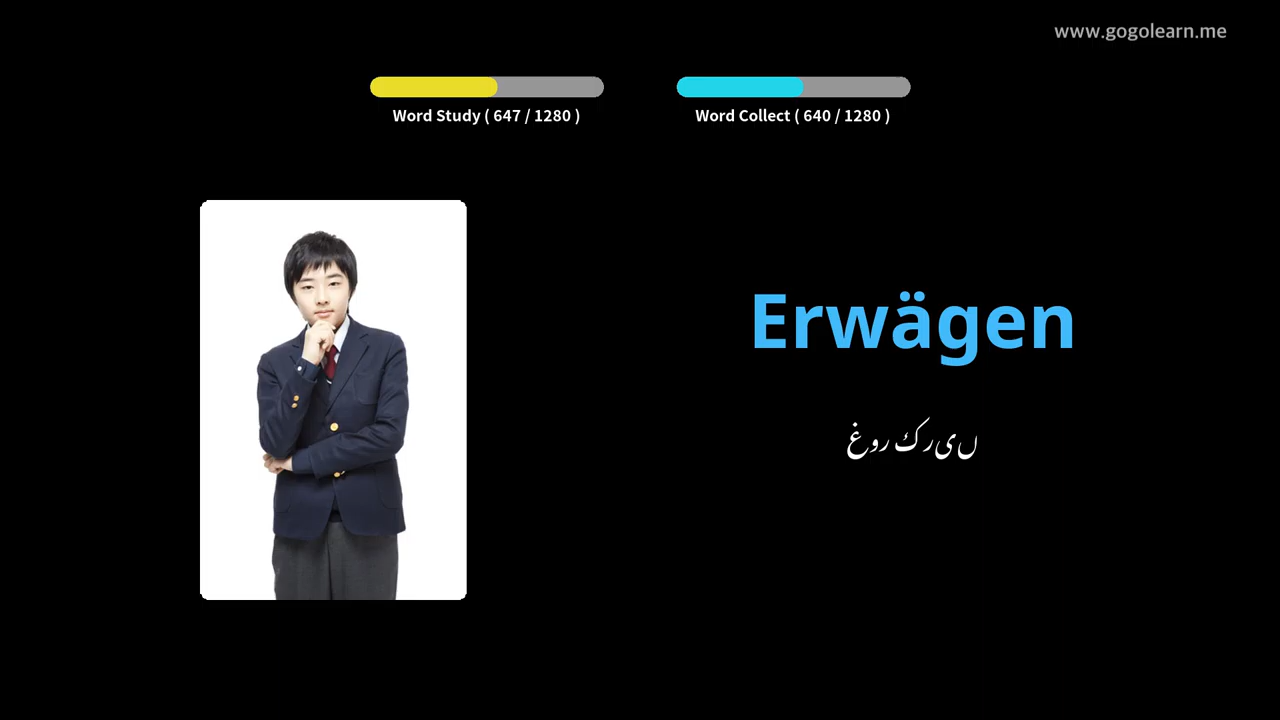 www.gogolearn.me
Word Study ( 647 / 1280 )
Word Collect ( 640 / 1280 )
Erwägen
غور کریں